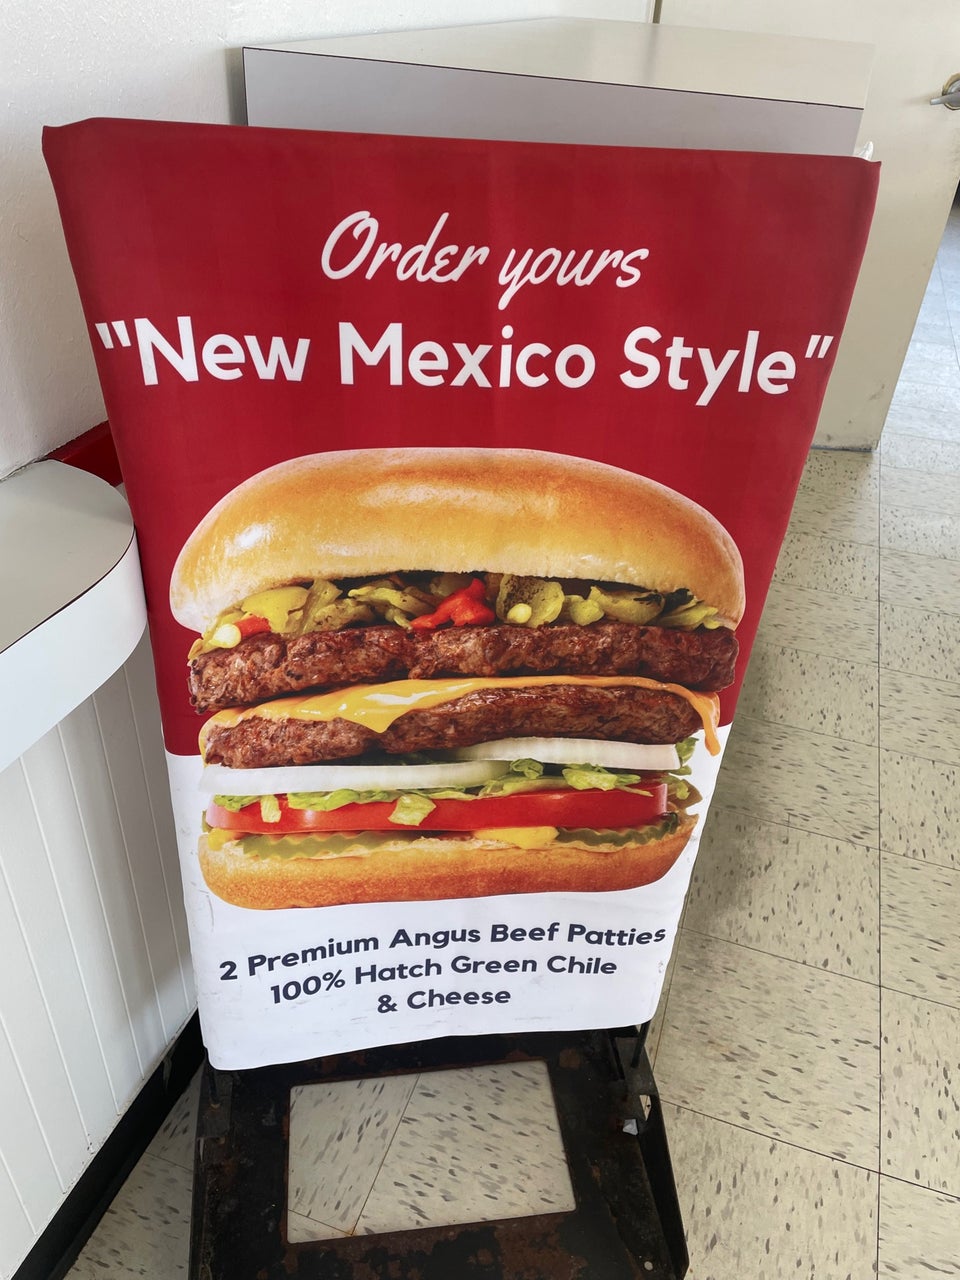 Order yours
"New Mexico Style"
2 Premium Angus Beef Patties
100% Hatch Green Chile
& Cheese